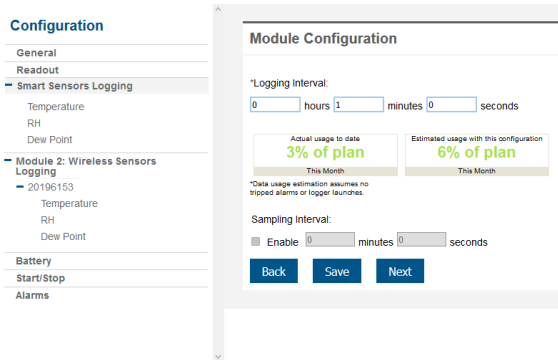 Configuration
General
Readout
Smart Sensors Logging
Temperature
RH
Dew Point
Module 2: Wireless Sensors
Logging
20196153
Temperature
RH
Dew Point
Battery
Start/Stop
Alarms
Module Configuration
*Logging Interval:
0 hours 1 minutes 0 seconds
Actual usage to date Estimated usage with this configuration
3% of plan 6% of plan
This Month This Month
*Data usage estimation assumes no
tripped alarms or logger launches.
Sampling Interval:
Enable 0 minutes 0 seconds
Back Save Next